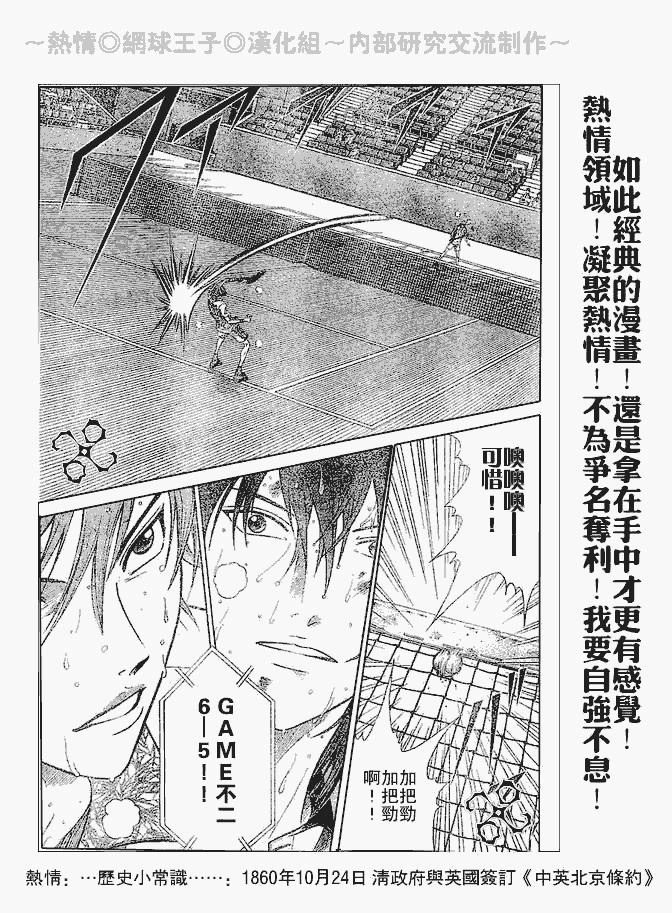 ～熱情◎網球王子◎漢化組～內部研究交流制作～
如此經典的漫畫！還是拿在手中才更有感覺！
熱情領域！凝聚熱情！不為爭名奪利！我要自強不息！
噢噢噢——
可惜！！
GAME不二
6—5！！
加把勁
加把勁
啊！！
熱情：…歷史小常識……：1860年10月24日 清政府與英國簽訂《中英北京條約》